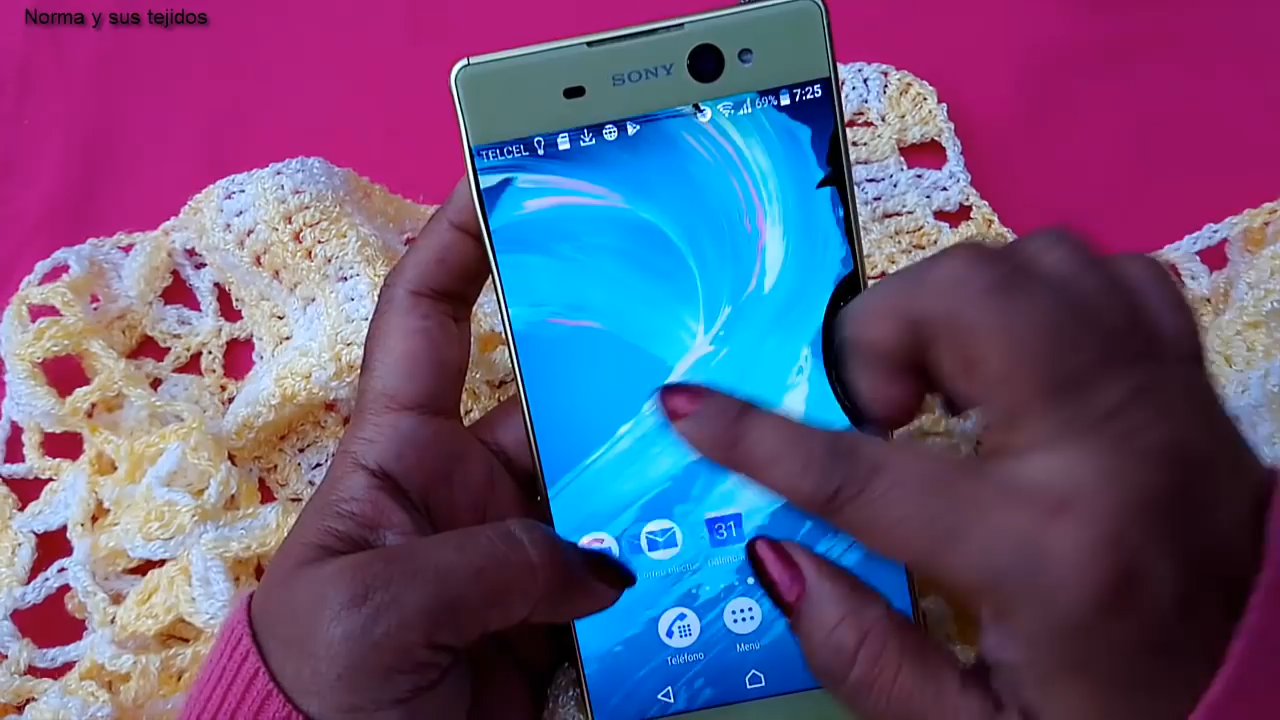 Norma y sus tejidos
SONY
TELCEL
69% 7:25
31
Teléfono
Menú